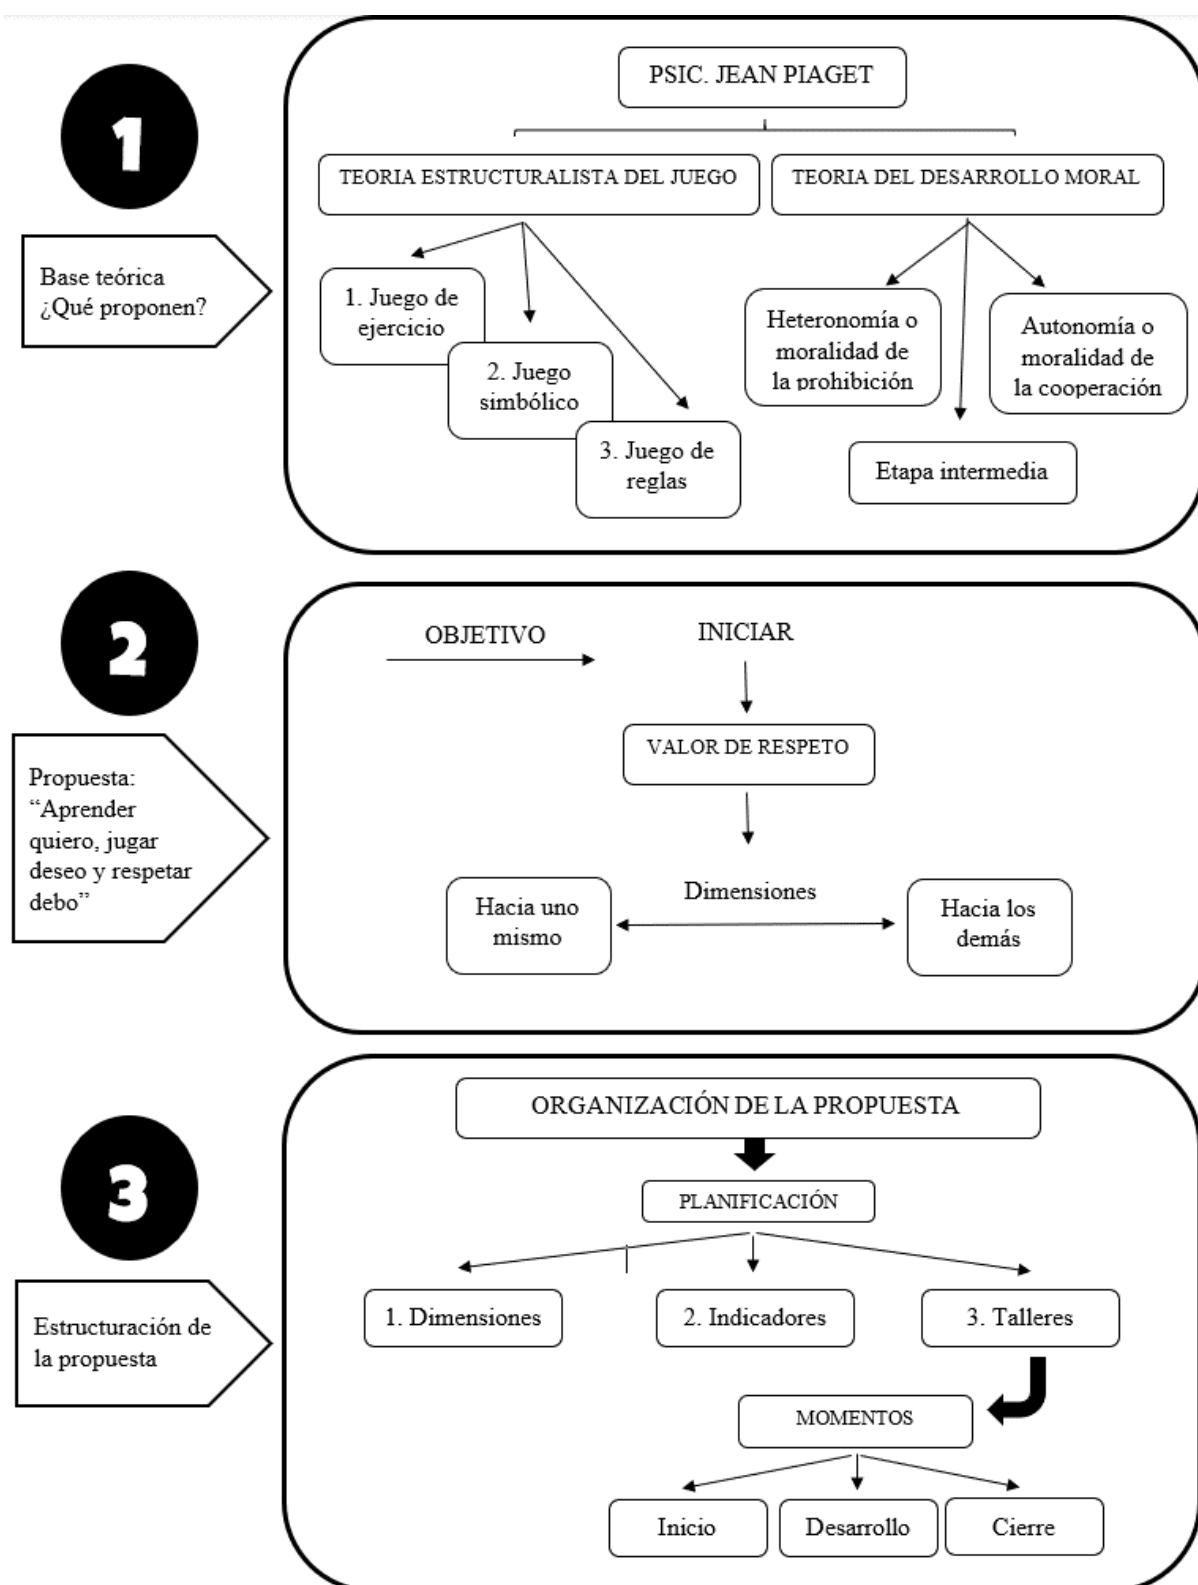 1
Base teórica
¿Qué proponen?
PSIC. JEAN PIAGET
TEORIA ESTRUCTURALISTA DEL JUEGO
TEORIA DEL DESARROLLO MORAL
1. Juego de
ejercicio
2. Juego
simbólico
3. Juego de
reglas
Heteronomía o
moralidad de
la prohibición
Autonomía o
moralidad de
la cooperación
Etapa intermedia
2
Propuesta:
“Aprender
quiero, jugar
deseo y respetar
debo”
OBJETIVO
INICIAR
VALOR DE RESPETO
Dimensiones
Hacia uno
mismo
Hacia los
demás
3
Estructuración de
la propuesta
ORGANIZACIÓN DE LA PROPUESTA
PLANIFICACIÓN
1. Dimensiones
2. Indicadores
3. Talleres
MOMENTOS
Inicio
Desarrollo
Cierre